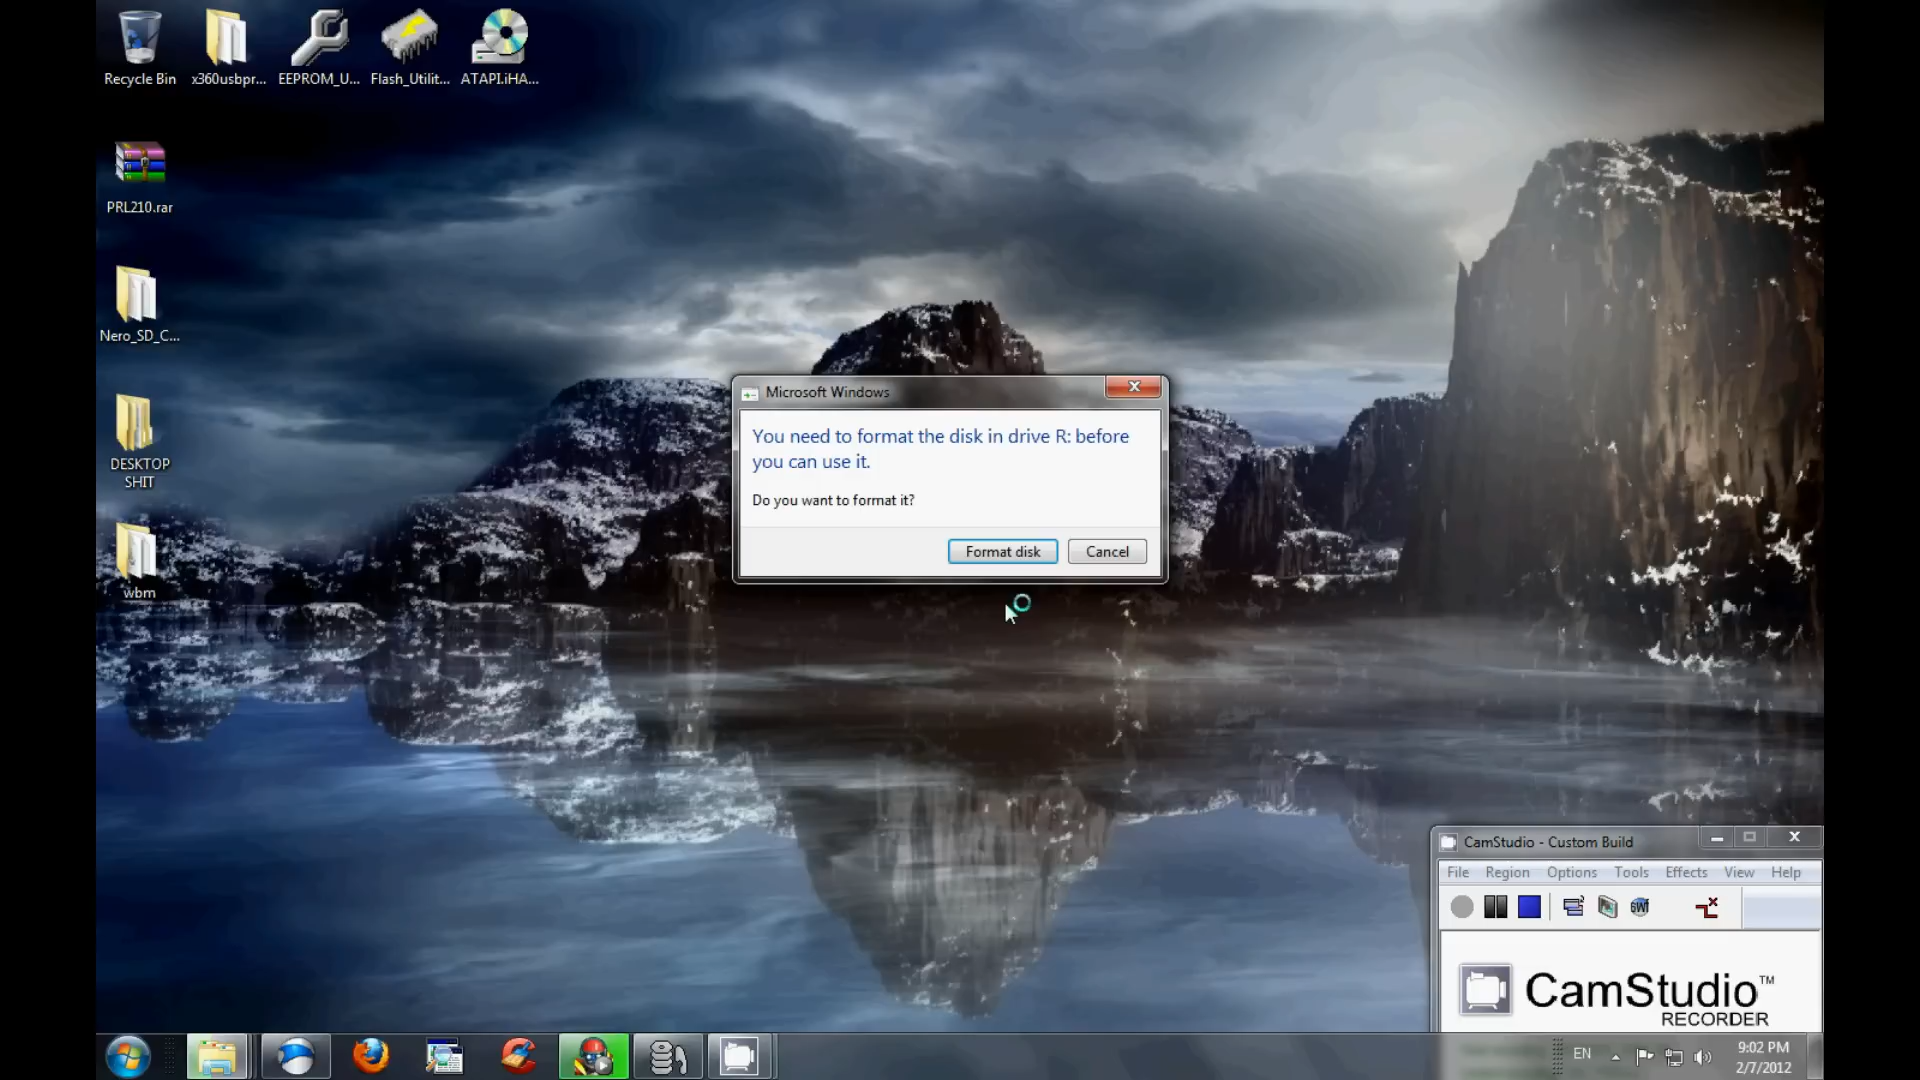 Recycle Bin
x360usbpr...
EEPROM_U...
Flash_Utilit...
ATAPI.iHA...
PRL210.rar
Nero_SD_C...
DESKTOP
SHIT
wbm
Microsoft Windows
You need to format the disk in drive R: before
you can use it.
Do you want to format it?
Format disk
Cancel
CamStudio - Custom Build
File Region Options Tools Effects View Help
SWf
CamStudio™
RECORDER
EN
9:02 PM
2/7/2012